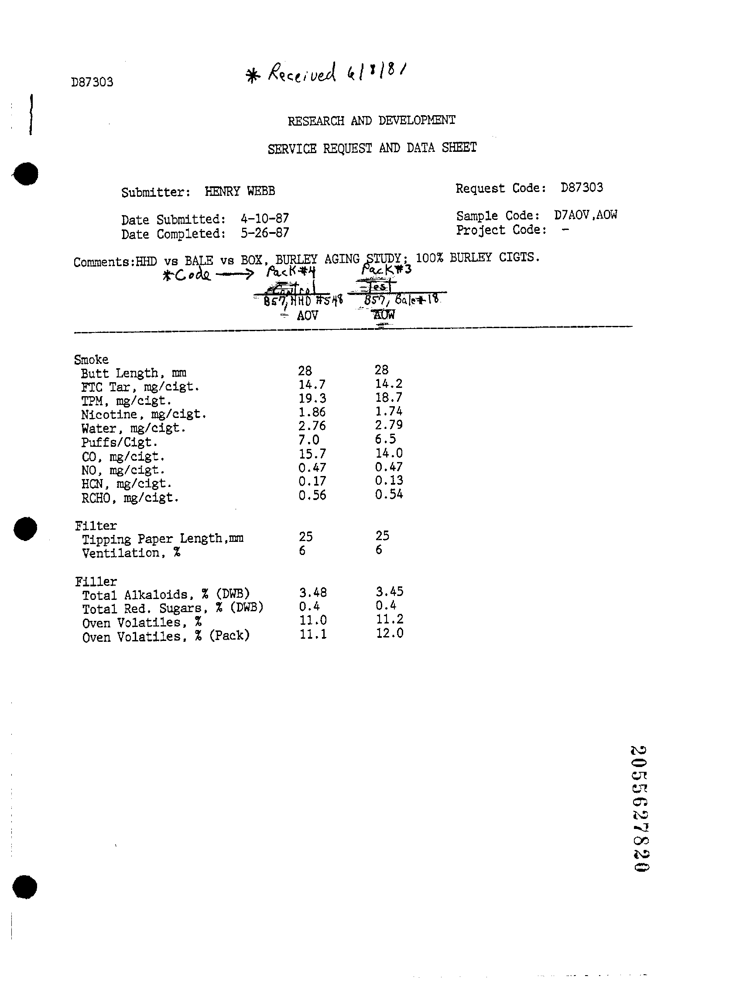 D87303
* Received 6/8/81
RESEARCH AND DEVELOPMENT
SERVICE REQUEST AND DATA SHEET
Submitter: HENRY WEBB
Request Code: D87303
Date Submitted: 4-10-87
Sample Code: D7AOV,AOW
Date Completed: 5-26-87
Project Code: -
Comments:HHD vs BALE vs BOX, BURLEY AGING STUDY; 100% BURLEY CIGTS.
*Code → Pack#4 Pack#3
Control Test
857, HHD #548 857, Bale#18
AOV AOW
Smoke
Butt Length, mm 28 28
FTC Tar, mg/cigt. 14.7 14.2
TPM, mg/cigt. 19.3 18.7
Nicotine, mg/cigt. 1.86 1.74
Water, mg/cigt. 2.76 2.79
Puffs/Cigt. 7.0 6.5
CO, mg/cigt. 15.7 14.0
NO, mg/cigt. 0.47 0.47
HCN, mg/cigt. 0.17 0.13
RCHO, mg/cigt. 0.56 0.54
Filter
Tipping Paper Length,mm 25 25
Ventilation, % 6 6
Filler
Total Alkaloids, % (DWB) 3.48 3.45
Total Red. Sugars, % (DWB) 0.4 0.4
Oven Volatiles, % 11.0 11.2
Oven Volatiles, % (Pack) 11.1 12.0
2055627820